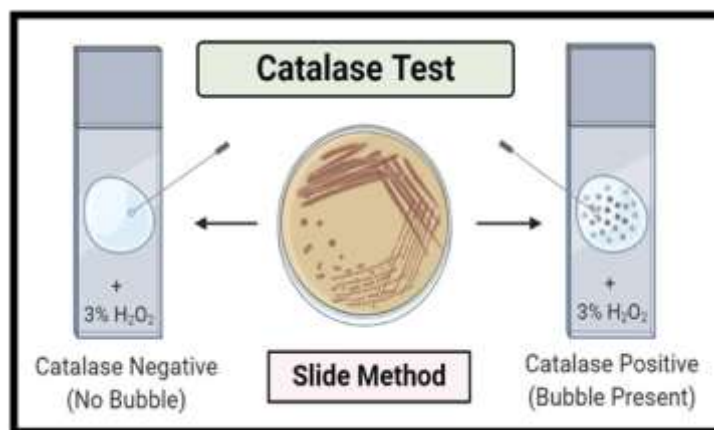 Catalase Test
+
3% H₂O₂
Catalase Negative
(No Bubble)
Slide Method
+
3% H₂O₂
Catalase Positive
(Bubble Present)